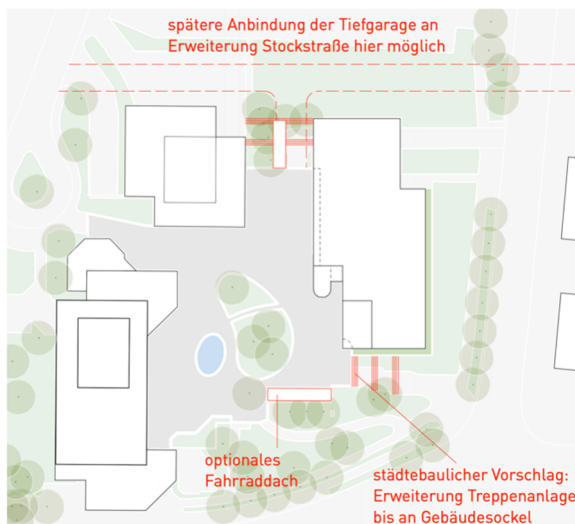 spätere Anbindung der Tiefgarage an
Erweiterung Stockstraße hier möglich
optionales
Fahrraddach
städtebaulicher Vorschlag:
Erweiterung Treppenanlage
bis an Gebäudesockel